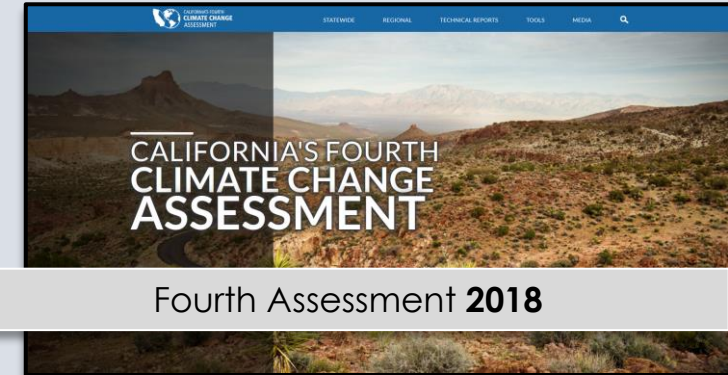 CALIFORNIA'S FOURTH
CLIMATE CHANGE
ASSESSMENT
STATEWIDE REGIONAL TECHNICAL REPORTS TOOLS MEDIA
CALIFORNIA'S FOURTH
CLIMATE CHANGE
ASSESSMENT
Fourth Assessment 2018